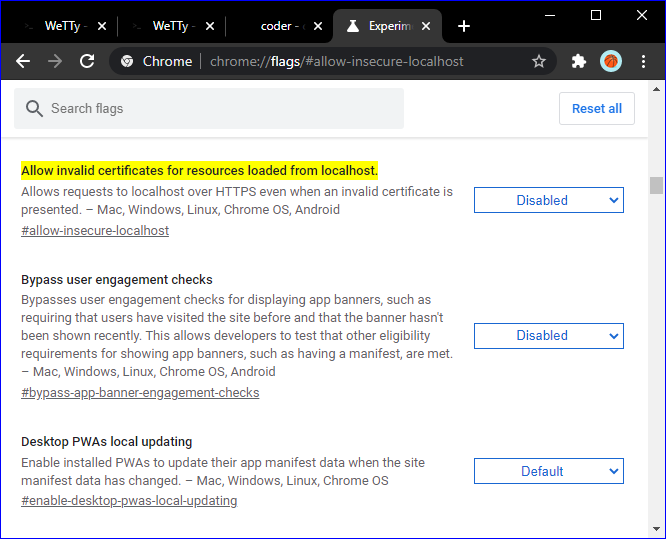 WeTTy -
WeTTy -
coder -
Experim
Chrome
chrome://flags/#allow-insecure-localhost
Search flags
Reset all
Allow invalid certificates for resources loaded from localhost.
Allows requests to localhost over HTTPS even when an invalid certificate is
presented. – Mac, Windows, Linux, Chrome OS, Android
#allow-insecure-localhost
Disabled
Bypass user engagement checks
Bypasses user engagement checks for displaying app banners, such as
requiring that users have visited the site before and that the banner hasn't
been shown recently. This allows developers to test that other eligibility
requirements for showing app banners, such as having a manifest, are met.
– Mac, Windows, Linux, Chrome OS, Android
#bypass-app-banner-engagement-checks
Disabled
Desktop PWAs local updating
Enable installed PWAs to update their app manifest data when the site
manifest data has changed. – Mac, Windows, Linux, Chrome OS
#enable-desktop-pwas-local-updating
Default